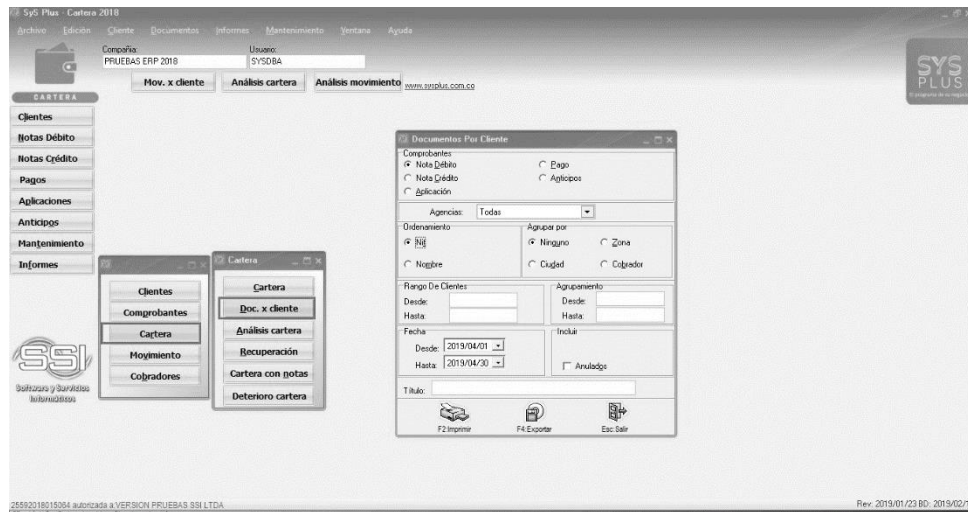 SyS Plus - Cartera 2018
Archivo Edición Cliente Documentos Informes Mantenimiento Ventana Ayuda
Compañía: Usuario:
PRUEBAS ERP 2018 SYSDBA
Mov. x cliente Análisis cartera Análisis movimiento www.sysplus.com.co
SYS
PLUS
CARTERA
Clientes
Notas Débito
Notas Crédito
Pagos
Aplicaciones
Anticipos
Mantenimiento
Informes
SSI
Software y Servicios
Informáticos
Clientes
Comprobantes
Cartera
Movimiento
Cobradores
Cartera
Cartera
Doc. x cliente
Análisis cartera
Recuperación
Cartera con notas
Deterioro cartera
Documentos Por Cliente
Comprobantes
Nota Débito Pago
Nota Crédito Anticipos
Aplicación
Agencias: Todas
Ordenamiento Agrupar por
Nit Ninguno Zona
Nombre Ciudad Cobrador
Rango De Clientes Agrupamiento
Desde: Desde:
Hasta: Hasta:
Fecha Incluir
Desde: 2019/04/01
Hasta: 2019/04/30 Anulados
Título:
F2:Imprimir F4:Exportar Esc:Salir
25592018015064 autorizada a:VERSION PRUEBAS SSI LTDA
Rev: 2019/01/23 BD: 2019/02/1